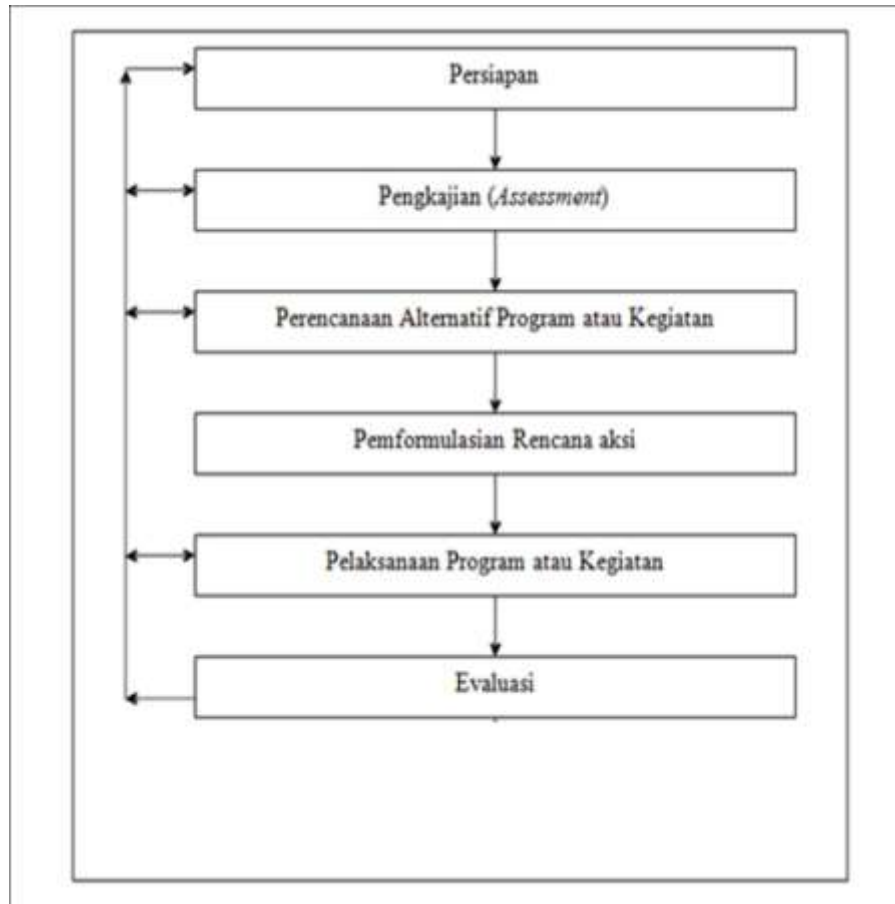 Persiapan
Pengkajian (Assessment)
Perencanaan Alternatif Program atau Kegiatan
Pemformulasian Rencana aksi
Pelaksanaan Program atau Kegiatan
Evaluasi